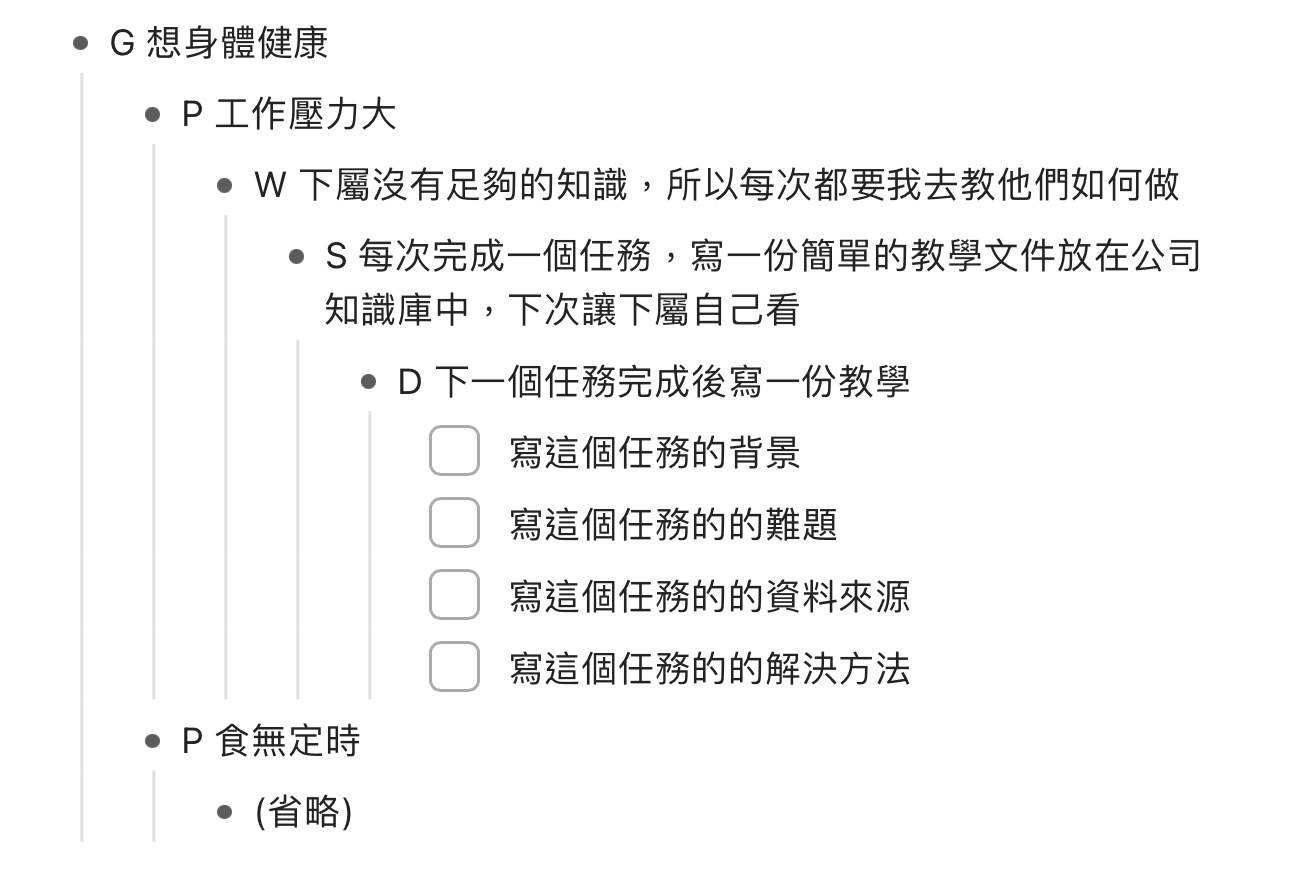 G 想身體健康
P 工作壓力大
W 下屬沒有足夠的知識，所以每次都要我去教他們如何做
S 每次完成一個任務，寫一份簡單的教學文件放在公司
知識庫中，下次讓下屬自己看
D 下一個任務完成後寫一份教學
寫這個任務的背景
寫這個任務的的難題
寫這個任務的的資料來源
寫這個任務的的解決方法
P 食無定時
(省略)